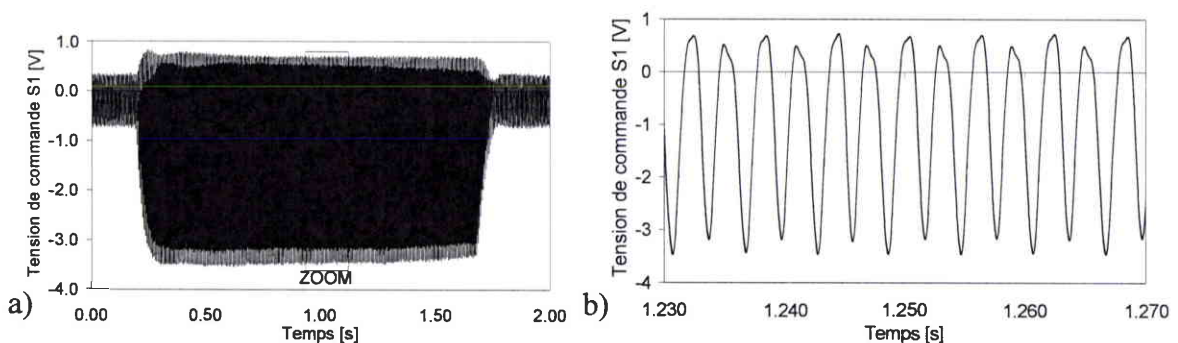 a)
Tension de commande S1 [V]
1.0
0.0
-1.0
-2.0
-3.0
-4.0
ZOOM
0.00 0.50 1.00 1.50 2.00
Temps [s]
b)
Tension de commande S1 [V]
1
0
-1
-2
-3
-4
1.230 1.240 1.250 1.260 1.270
Temps [s]